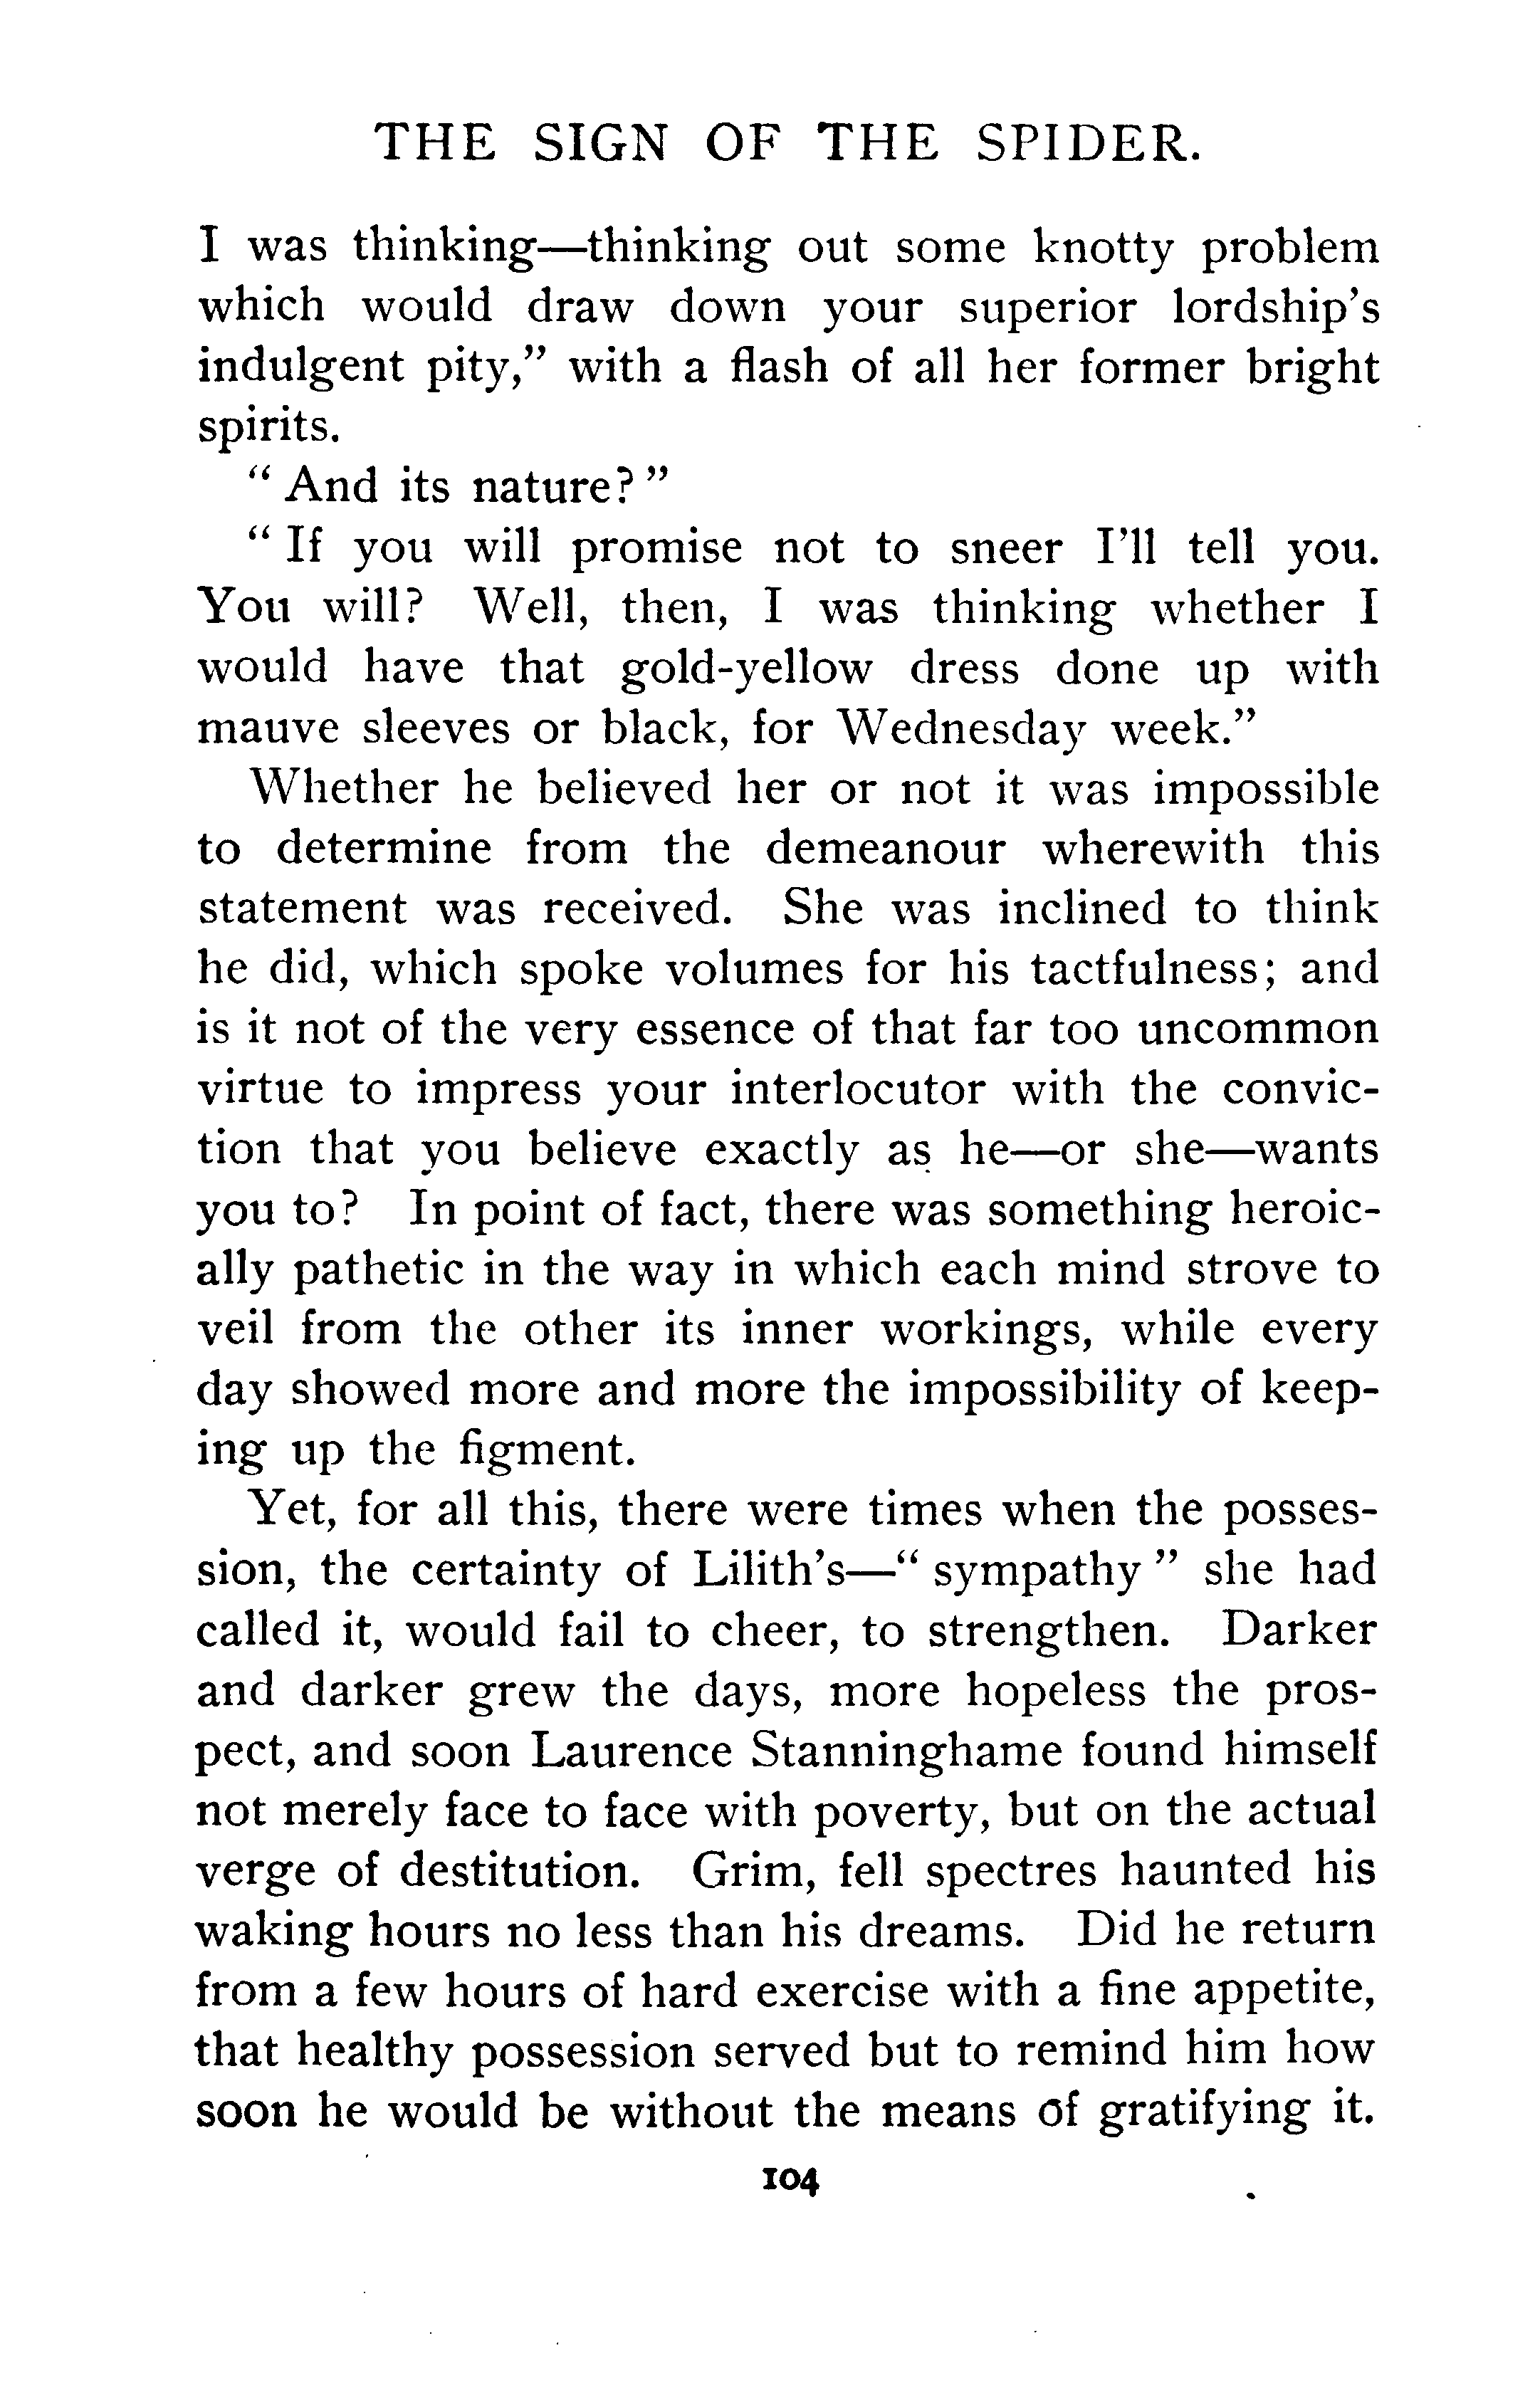 THE SIGN OF THE SPIDER.
I was thinking—thinking out some knotty problem
which would draw down your superior lordship's
indulgent pity,” with a flash of all her former bright
spirits.
“ And its nature? ”
“ If you will promise not to sneer I'll tell you.
You will? Well, then, I was thinking whether I
would have that gold-yellow dress done up with
mauve sleeves or black, for Wednesday week.”
Whether he believed her or not it was impossible
to determine from the demeanour wherewith this
statement was received. She was inclined to think
he did, which spoke volumes for his tactfulness; and
is it not of the very essence of that far too uncommon
virtue to impress your interlocutor with the convic-
tion that you believe exactly as he—or she—wants
you to? In point of fact, there was something heroic-
ally pathetic in the way in which each mind strove to
veil from the other its inner workings, while every
day showed more and more the impossibility of keep-
ing up the figment.
Yet, for all this, there were times when the posses-
sion, the certainty of Lilith's—“ sympathy ” she had
called it, would fail to cheer, to strengthen. Darker
and darker grew the days, more hopeless the pros-
pect, and soon Laurence Stanninghame found himself
not merely face to face with poverty, but on the actual
verge of destitution. Grim, fell spectres haunted his
waking hours no less than his dreams. Did he return
from a few hours of hard exercise with a fine appetite,
that healthy possession served but to remind him how
soon he would be without the means of gratifying it.
104